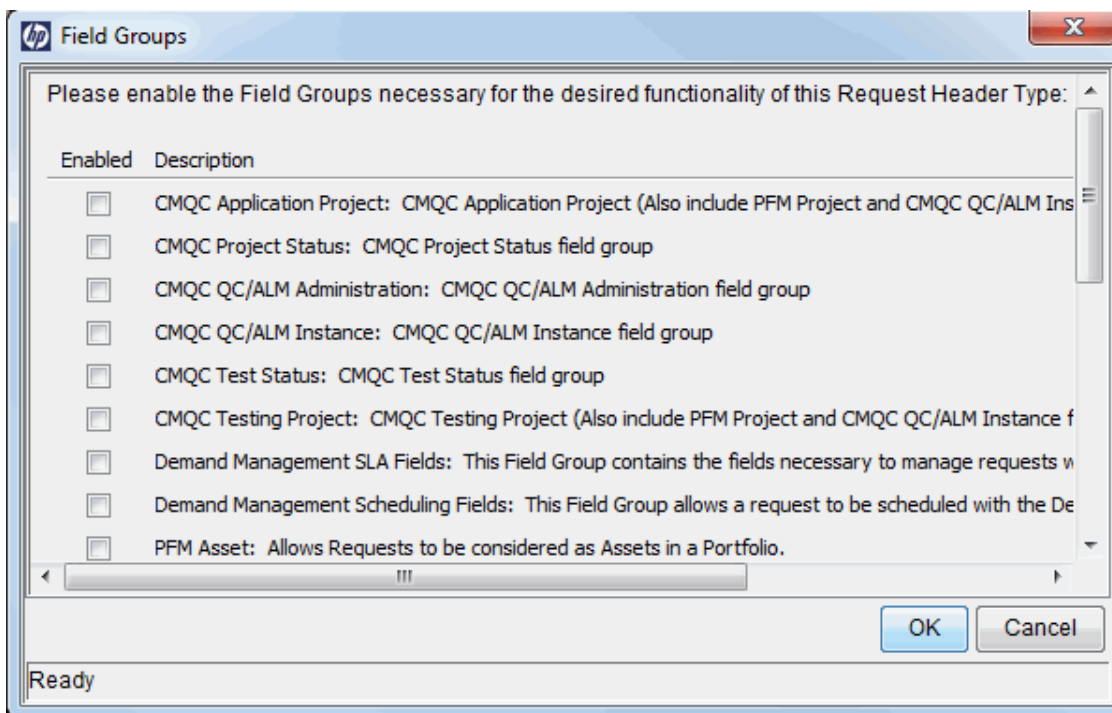 hp Field Groups
Please enable the Field Groups necessary for the desired functionality of this Request Header Type:
Enabled Description
CMQC Application Project: CMQC Application Project (Also include PFM Project and CMQC QC/ALM Ins
CMQC Project Status: CMQC Project Status field group
CMQC QC/ALM Administration: CMQC QC/ALM Administration field group
CMQC QC/ALM Instance: CMQC QC/ALM Instance field group
CMQC Test Status: CMQC Test Status field group
CMQC Testing Project: CMQC Testing Project (Also include PFM Project and CMQC QC/ALM Instance f
Demand Management SLA Fields: This Field Group contains the fields necessary to manage requests w
Demand Management Scheduling Fields: This Field Group allows a request to be scheduled with the De
PFM Asset: Allows Requests to be considered as Assets in a Portfolio.
OK Cancel
Ready